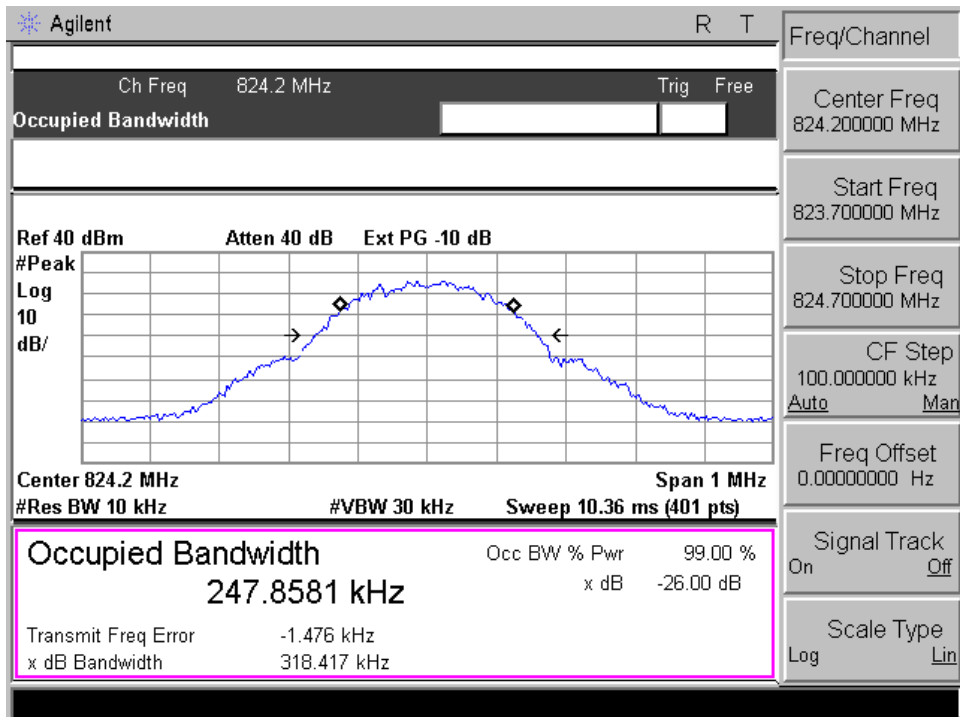 Agilent R T
Ch Freq 824.2 MHz Trig Free
Occupied Bandwidth
Ref 40 dBm Atten 40 dB Ext PG -10 dB
#Peak
Log
10
dB/
Center 824.2 MHz Span 1 MHz
#Res BW 10 kHz #VBW 30 kHz Sweep 10.36 ms (401 pts)
Occupied Bandwidth
247.8581 kHz
Occ BW % Pwr 99.00 %
x dB -26.00 dB
Transmit Freq Error -1.476 kHz
x dB Bandwidth 318.417 kHz
Freq/Channel
Center Freq
824.200000 MHz
Start Freq
823.700000 MHz
Stop Freq
824.700000 MHz
CF Step
100.000000 kHz
Auto Man
Freq Offset
0.00000000 Hz
Signal Track
On Off
Scale Type
Log Lin